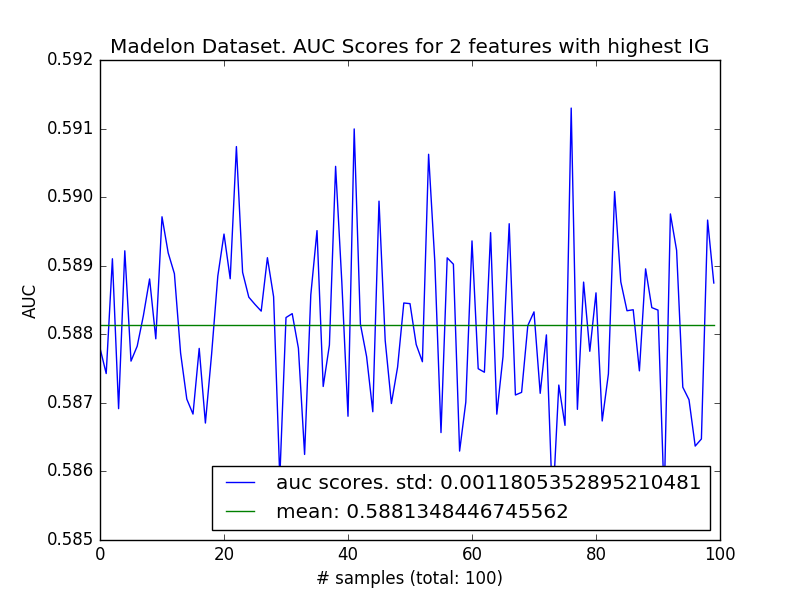 Madelon Dataset. AUC Scores for 2 features with highest IG
0.592
0.591
0.590
0.589
0.588
0.587
0.586
0.585
AUC
auc scores. std: 0.0011805352895210481
mean: 0.5881348446745562
0 20 40 60 80 100
# samples (total: 100)